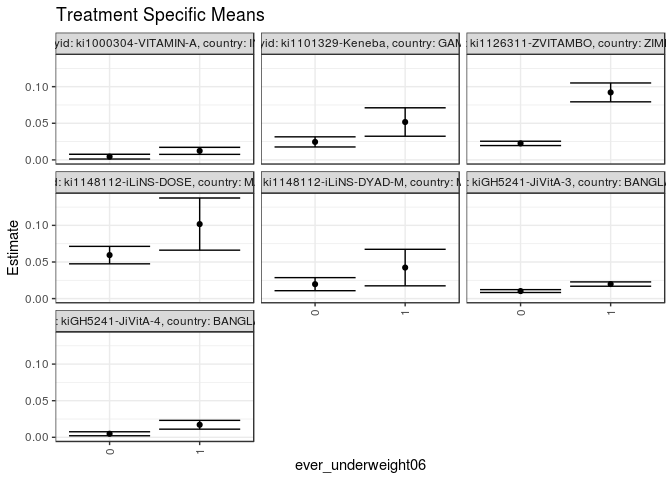 Treatment Specific Means
yid: ki1000304-VITAMIN-A, country: I
yid: ki1101329-Keneba, country: GAM
: ki1126311-ZVITAMBO, country: ZIM
0.10
0.05
0.00
d: ki1148112-iLiNS-DOSE, country: MA
ki1148112-iLiNS-DYAD-M, country: M
: kiGH5241-JiVitA-3, country: BANGLA
0.10
0.05
0.00
0
1
0
1
: kiGH5241-JiVitA-4, country: BANGLA
0.10
0.05
0.00
0
1
Estimate
ever_underweight06